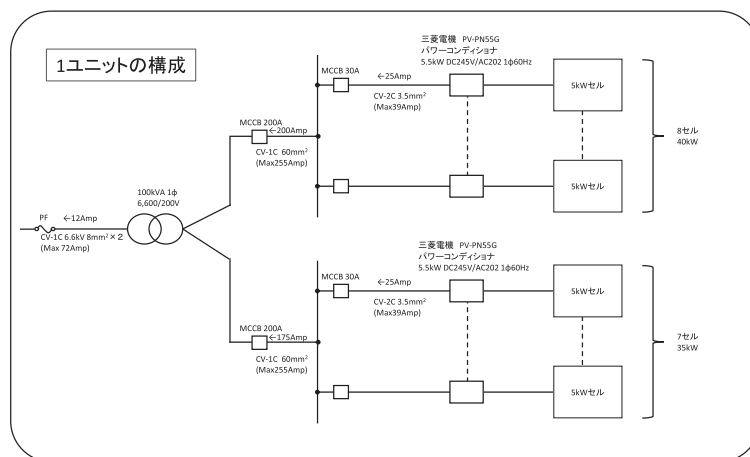 1ユニットの構成
三菱電機 PV-PN55G
パワーコンディショナ
5.5kW DC245V/AC202 1φ60Hz
MCCB 30A
←25Amp
CV-2C 3.5mm²
(Max39Amp)
5kWセル
8セル
40kW
MCCB 200A
←200Amp
CV-1C 60mm²
(Max255Amp)
5kWセル
100kVA 1φ
6,600/200V
PF
←12Amp
CV-1C 6.6kV 8mm²×2
(Max 72Amp)
三菱電機 PV-PN55G
パワーコンディショナ
5.5kW DC245V/AC202 1φ60Hz
MCCB 30A
←25Amp
CV-2C 3.5mm²
(Max39Amp)
5kWセル
7セル
35kW
MCCB 200A
←175Amp
CV-1C 60mm²
(Max255Amp)
5kWセル